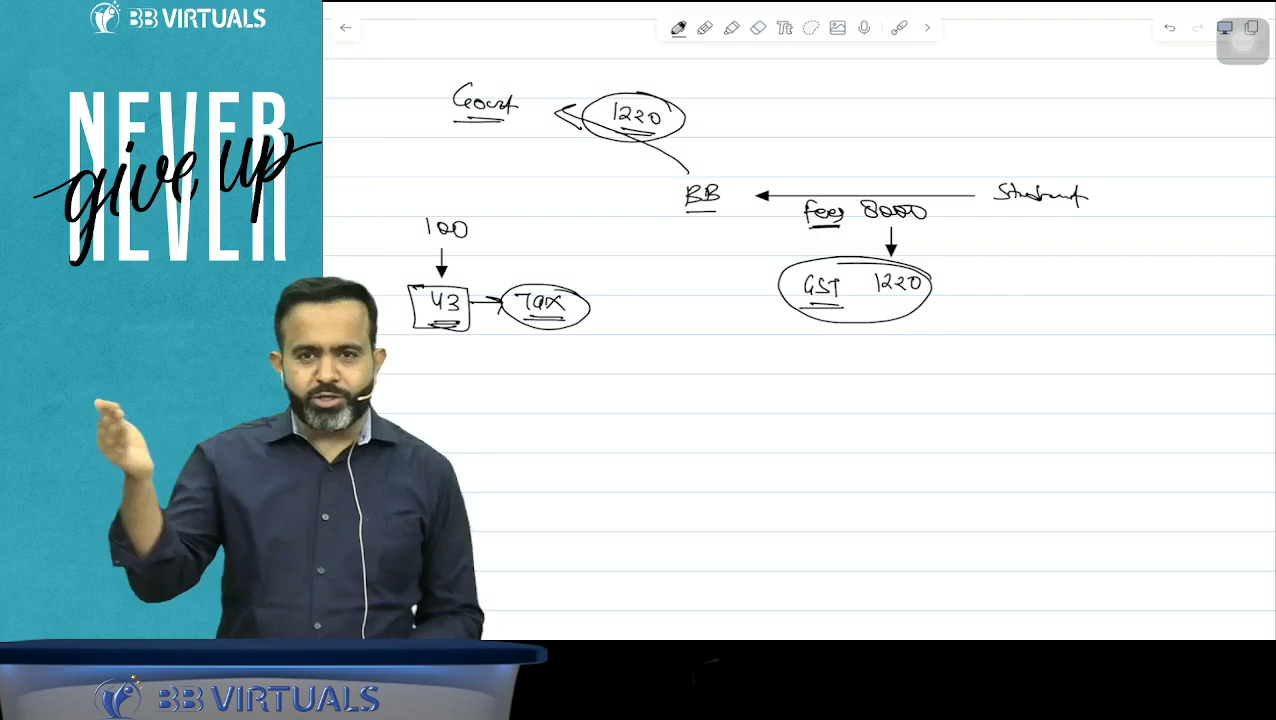 BB VIRTUALS
NEVER
give up
NEVER
Govt
1220
BB
Student
Fees 8000
GST 1220
100
43
Tax
Tt
BB VIRTUALS